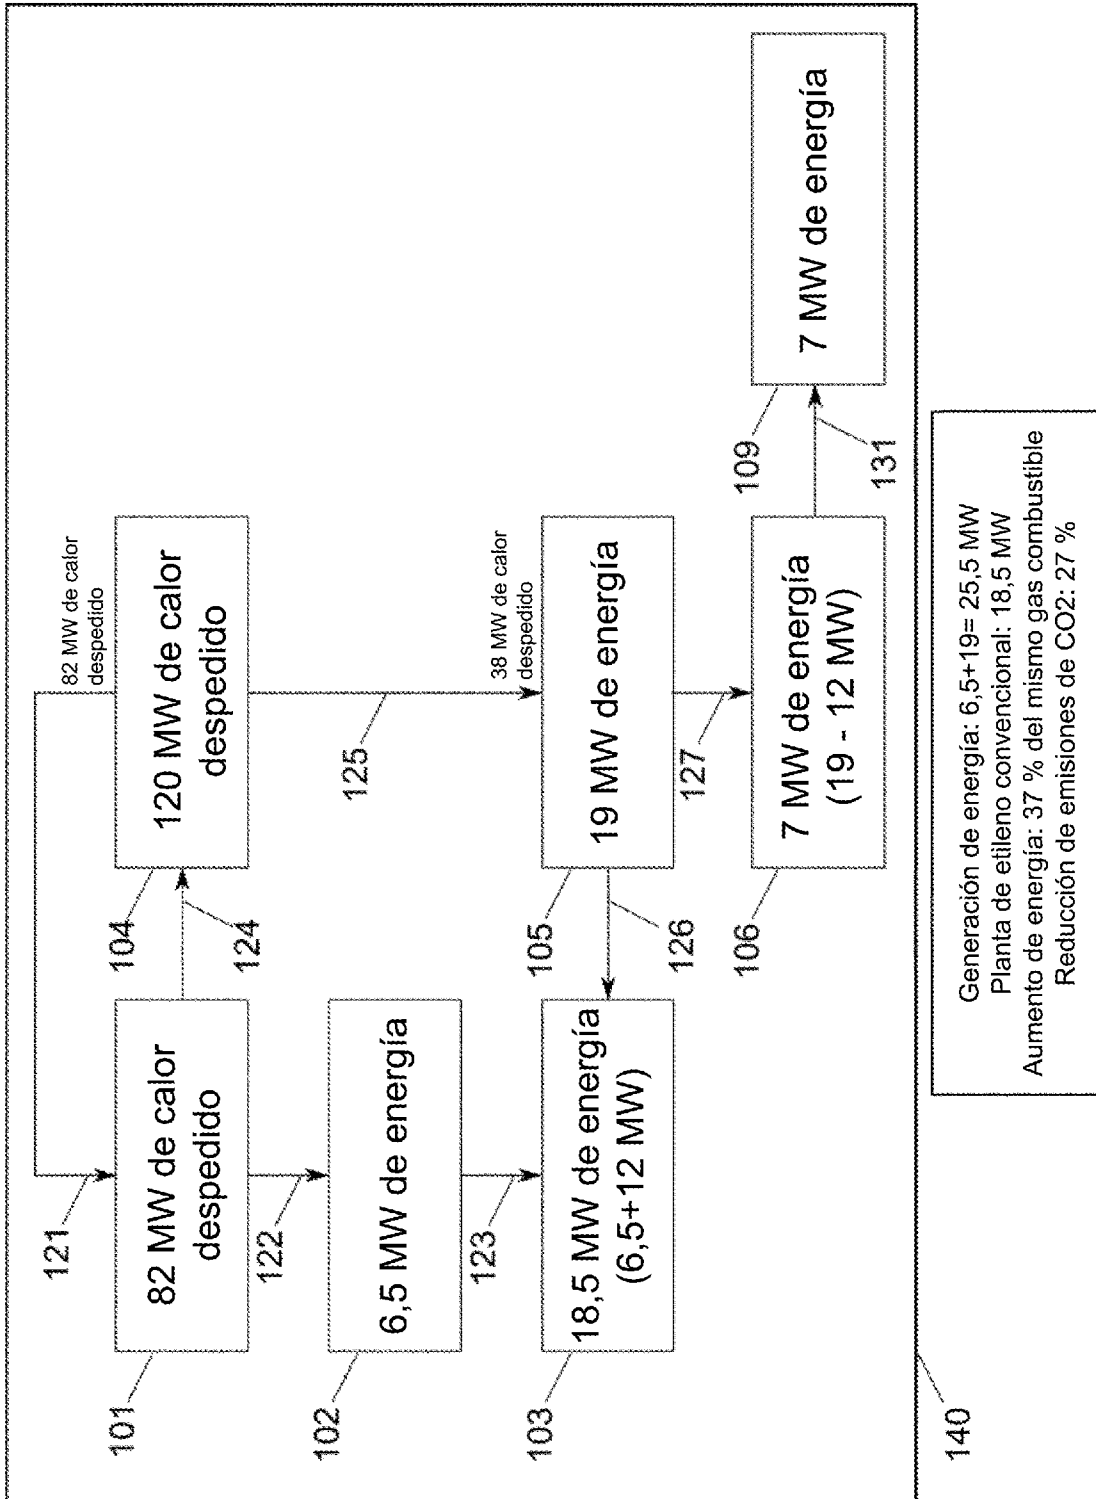 82 MW de calor
despedido
121
101
82 MW de calor
despedido
124
104
120 MW de calor
despedido
122
125
102
6,5 MW de energía
38 MW de calor
despedido
123
103
18,5 MW de energía
(6,5+12 MW)
126
105
19 MW de energía
127
106
7 MW de energía
(19 - 12 MW)
131
109
7 MW de energía
140
Generación de energía: 6,5+19= 25,5 MW
Planta de etileno convencional: 18,5 MW
Aumento de energía: 37 % del mismo gas combustible
Reducción de emisiones de CO2: 27 %